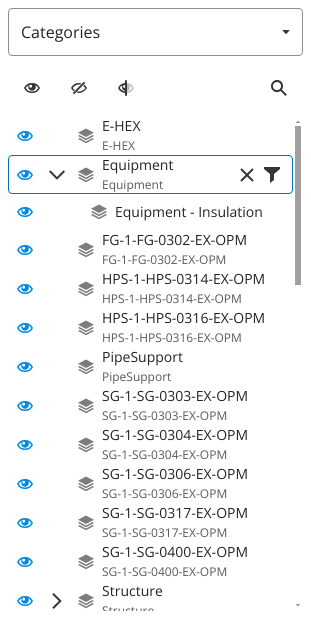 Categories
E-HEX
E-HEX
Equipment
Equipment
Equipment - Insulation
FG-1-FG-0302-EX-OPM
FG-1-FG-0302-EX-OPM
HPS-1-HPS-0314-EX-OPM
HPS-1-HPS-0314-EX-OPM
HPS-1-HPS-0316-EX-OPM
HPS-1-HPS-0316-EX-OPM
PipeSupport
PipeSupport
SG-1-SG-0303-EX-OPM
SG-1-SG-0303-EX-OPM
SG-1-SG-0304-EX-OPM
SG-1-SG-0304-EX-OPM
SG-1-SG-0306-EX-OPM
SG-1-SG-0306-EX-OPM
SG-1-SG-0317-EX-OPM
SG-1-SG-0317-EX-OPM
SG-1-SG-0400-EX-OPM
SG-1-SG-0400-EX-OPM
Structure
Structure